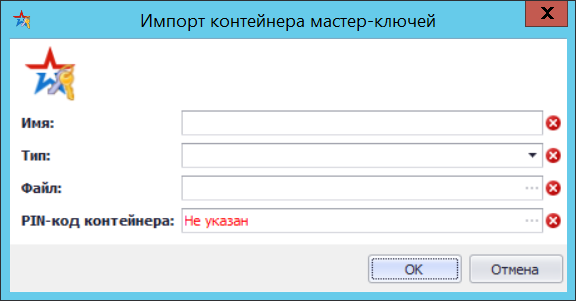 Импорт контейнера мастер-ключей
Имя:
Тип:
Файл:
PIN-код контейнера: Не указан
OK Отмена